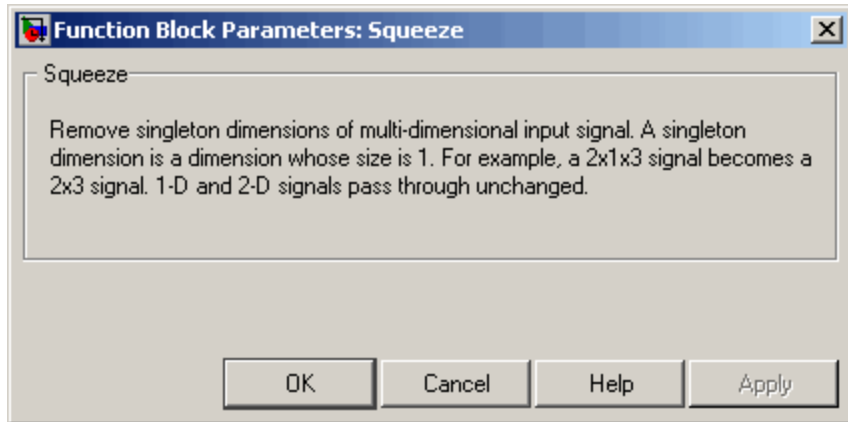 Function Block Parameters: Squeeze
Squeeze
Remove singleton dimensions of multi-dimensional input signal. A singleton
dimension is a dimension whose size is 1. For example, a 2x1x3 signal becomes a
2x3 signal. 1-D and 2-D signals pass through unchanged.
OK Cancel Help Apply